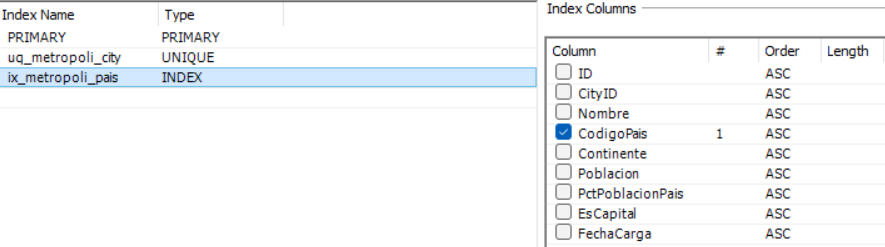 Index Name Type
PRIMARY PRIMARY
uq_metropoli_city UNIQUE
ix_metropoli_pais INDEX
Index Columns
Column # Order Length
ID ASC
CityID ASC
Nombre ASC
CodigoPais 1 ASC
Continente ASC
Poblacion ASC
PctPoblacionPais ASC
EsCapital ASC
FechaCarga ASC